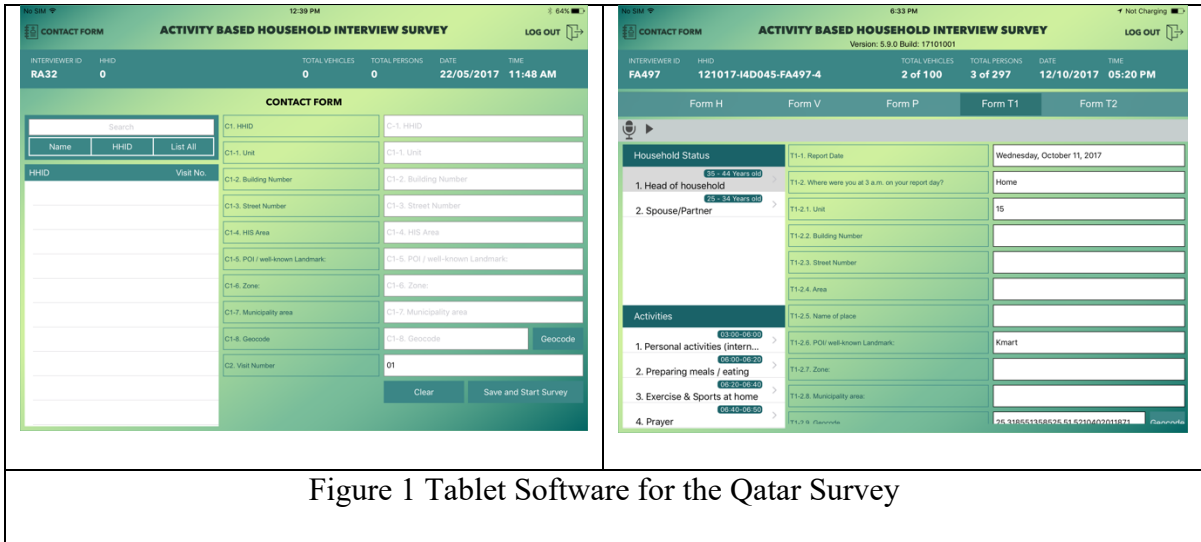 No SIM 12:39 PM 64%
CONTACT FORM ACTIVITY BASED HOUSEHOLD INTERVIEW SURVEY LOG OUT
INTERVIEWER ID HHID TOTAL VEHICLES TOTAL PERSONS DATE TIME
RA32 0 0 0 22/05/2017 11:48 AM
CONTACT FORM
Search
Name HHID List All
HHID Visit No.
C1. HHID C-1. HHID
C1-1. Unit C1-1. Unit
C1-2. Building Number C1-2. Building Number
C1-3. Street Number C1-3. Street Number
C1-4. HIS Area C1-4. HIS Area
C1-5. POI / well-known Landmark: C1-5. POI / well-known Landmark:
C1-6. Zone: C1-6. Zone:
C1-7. Municipality area C1-7. Municipality area
C1-8. Geocode C1-8. Geocode Geocode
C2. Visit Number 01
Clear Save and Start Survey
No SIM 6:33 PM Not Charging
CONTACT FORM ACTIVITY BASED HOUSEHOLD INTERVIEW SURVEY LOG OUT
Version: 5.9.0 Build: 17101001
INTERVIEWER ID HHID TOTAL VEHICLES TOTAL PERSONS DATE TIME
FA497 121017-I4D045-FA497-4 2 of 100 3 of 297 12/10/2017 05:20 PM
Form H Form V Form P Form T1 Form T2
Household Status
35 - 44 Years old
1. Head of household
25 - 34 Years old
2. Spouse/Partner
Activities
03:00-06:00
1. Personal activities (intern...
06:00-06:20
2. Preparing meals / eating
06:20-06:40
3. Exercise & Sports at home
06:40-06:50
4. Prayer
T1-1. Report Date Wednesday, October 11, 2017
T1-2. Where were you at 3 a.m. on your report day? Home
T1-2.1. Unit 15
T1-2.2. Building Number
T1-2.3. Street Number
T1-2.4. Area
T1-2.5. Name of place
T1-2.6. POI/ well-known Landmark: Kmart
T1-2.7. Zone:
T1-2.8. Municipality area:
T1-2.9. Geocode 25.318551358525,51.5210402011871 Geocode
Figure 1 Tablet Software for the Qatar Survey